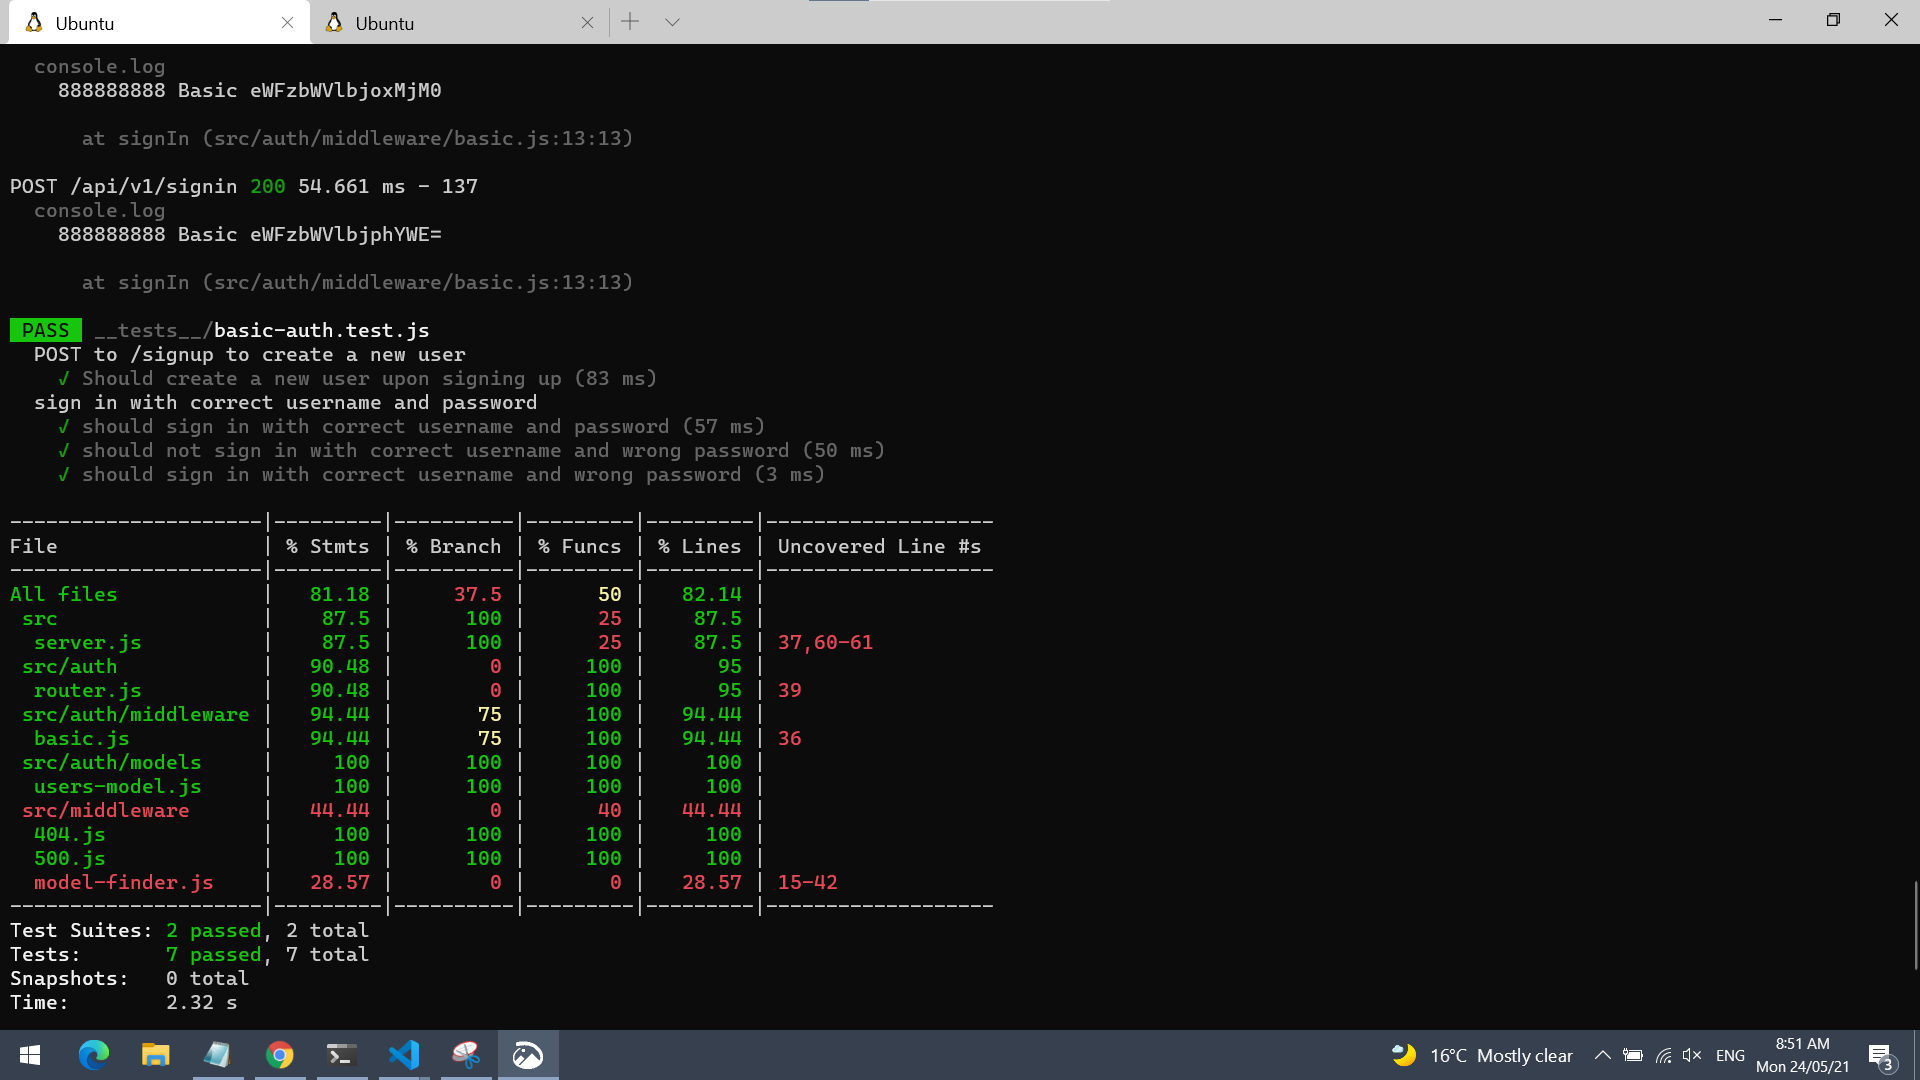 Ubuntu
Ubuntu
console.log
888888888 Basic eWFzbWVlbjoxMjM0
at signIn (src/auth/middleware/basic.js:13:13)
POST /api/v1/signin 200 54.661 ms - 137
console.log
888888888 Basic eWFzbWVlbjphYWE=
at signIn (src/auth/middleware/basic.js:13:13)
PASS __tests__/basic-auth.test.js
POST to /signup to create a new user
√ Should create a new user upon signing up (83 ms)
sign in with correct username and password
√ should sign in with correct username and password (57 ms)
√ should not sign in with correct username and wrong password (50 ms)
√ should sign in with correct username and wrong password (3 ms)
---------------------|---------|----------|---------|---------|-------------------
File | % Stmts | % Branch | % Funcs | % Lines | Uncovered Line #s
---------------------|---------|----------|---------|---------|-------------------
All files | 81.18 | 37.5 | 50 | 82.14 |
src | 87.5 | 100 | 25 | 87.5 |
server.js | 87.5 | 100 | 25 | 87.5 | 37,60-61
src/auth | 90.48 | 0 | 100 | 95 |
router.js | 90.48 | 0 | 100 | 95 | 39
src/auth/middleware | 94.44 | 75 | 100 | 94.44 |
basic.js | 94.44 | 75 | 100 | 94.44 | 36
src/auth/models | 100 | 100 | 100 | 100 |
users-model.js | 100 | 100 | 100 | 100 |
src/middleware | 44.44 | 0 | 40 | 44.44 |
404.js | 100 | 100 | 100 | 100 |
500.js | 100 | 100 | 100 | 100 |
model-finder.js | 28.57 | 0 | 0 | 28.57 | 15-42
---------------------|---------|----------|---------|---------|-------------------
Test Suites: 2 passed, 2 total
Tests: 7 passed, 7 total
Snapshots: 0 total
Time: 2.32 s
16°C Mostly clear
ENG
8:51 AM
Mon 24/05/21
3